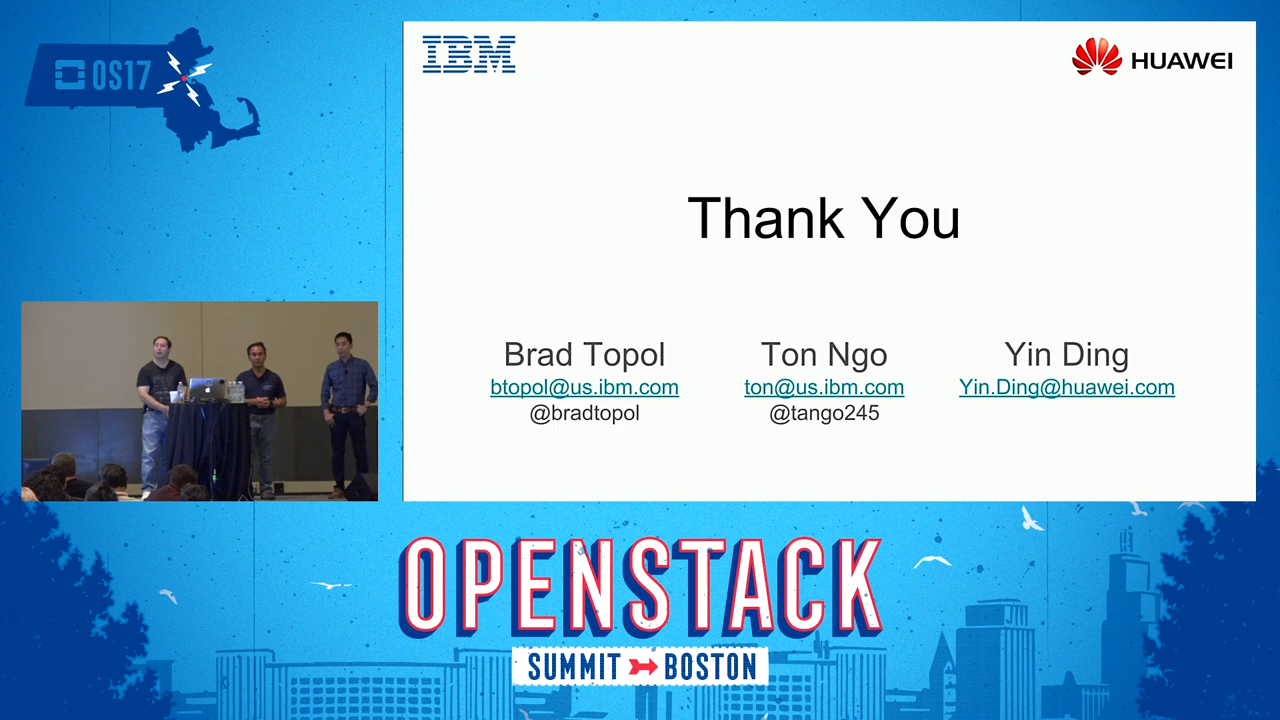 OS17
IBM
HUAWEI
Thank You
Brad Topol
btopol@us.ibm.com
@bradtopol
Ton Ngo
ton@us.ibm.com
@tango245
Yin Ding
Yin.Ding@huawei.com
OPENSTACK
SUMMIT BOSTON